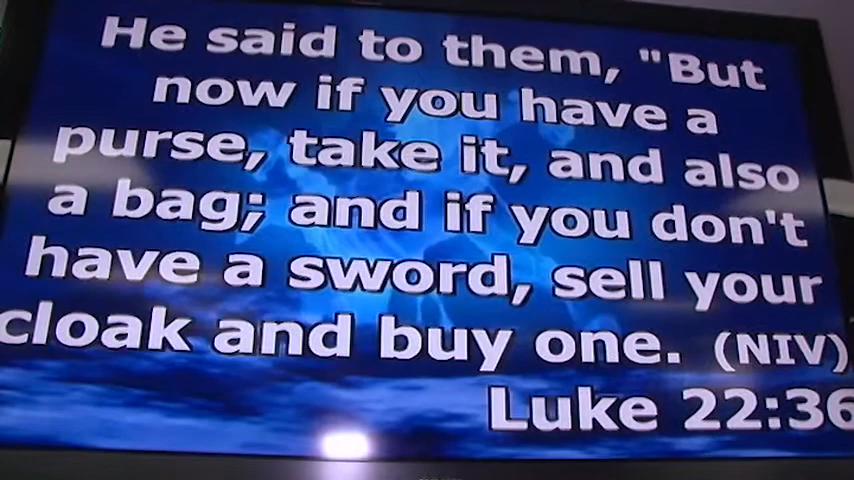 He said to them, "But
now if you have a
purse, take it, and also
a bag; and if you don't
have a sword, sell your
cloak and buy one. (NIV)
Luke 22:36